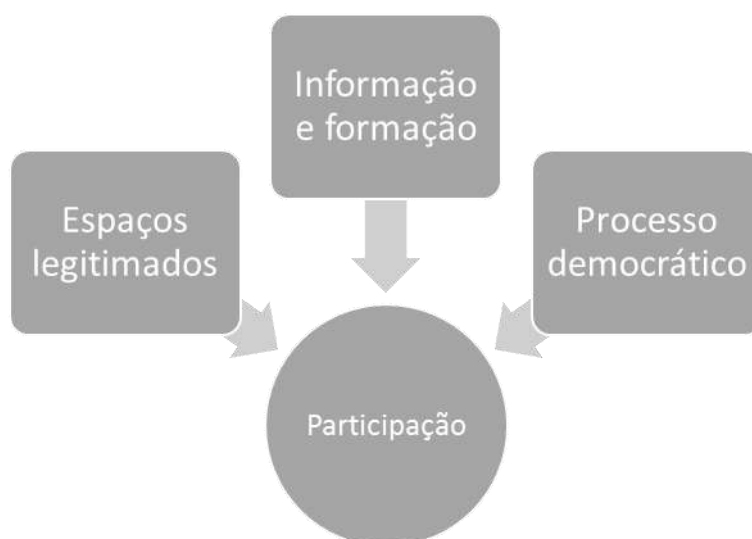 Informação
e formação
Espaços
legitimados
Processo
democrático
Participação